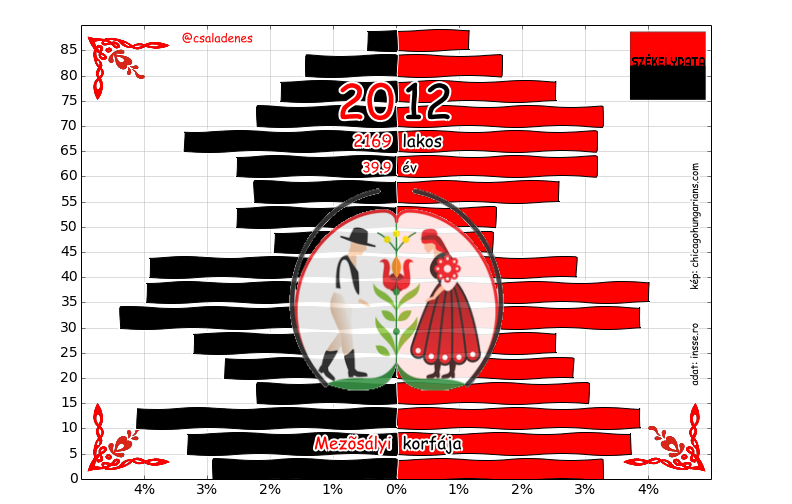 @csaladenes
SZÉKELYDATA
2012
2169 lakos
39.9 év
kép: chicagohungarians.com
adat: insse.ro
Mezősályi korfája
85
80
75
70
65
60
55
50
45
40
35
30
25
20
15
10
5
0
4% 3% 2% 1% 0% 1% 2% 3% 4%